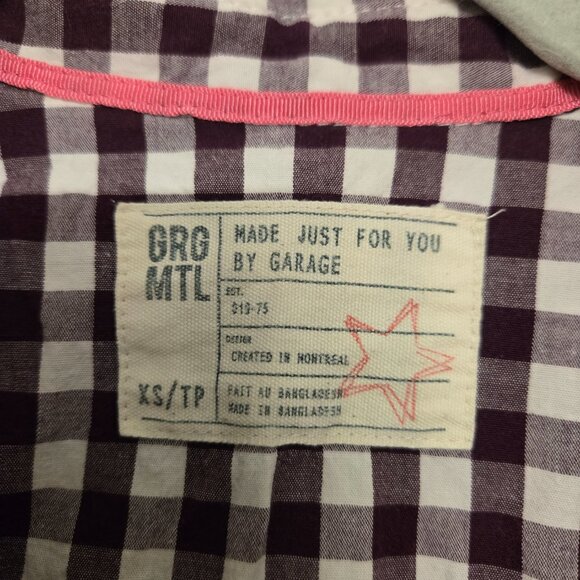 GRG
MTL
MADE JUST FOR YOU
BY GARAGE
EST.
019-75
DESIGN
CREATED IN MONTREAL
XS/TP
FAIT AU BANGLADESH
MADE IN BANGLADESH